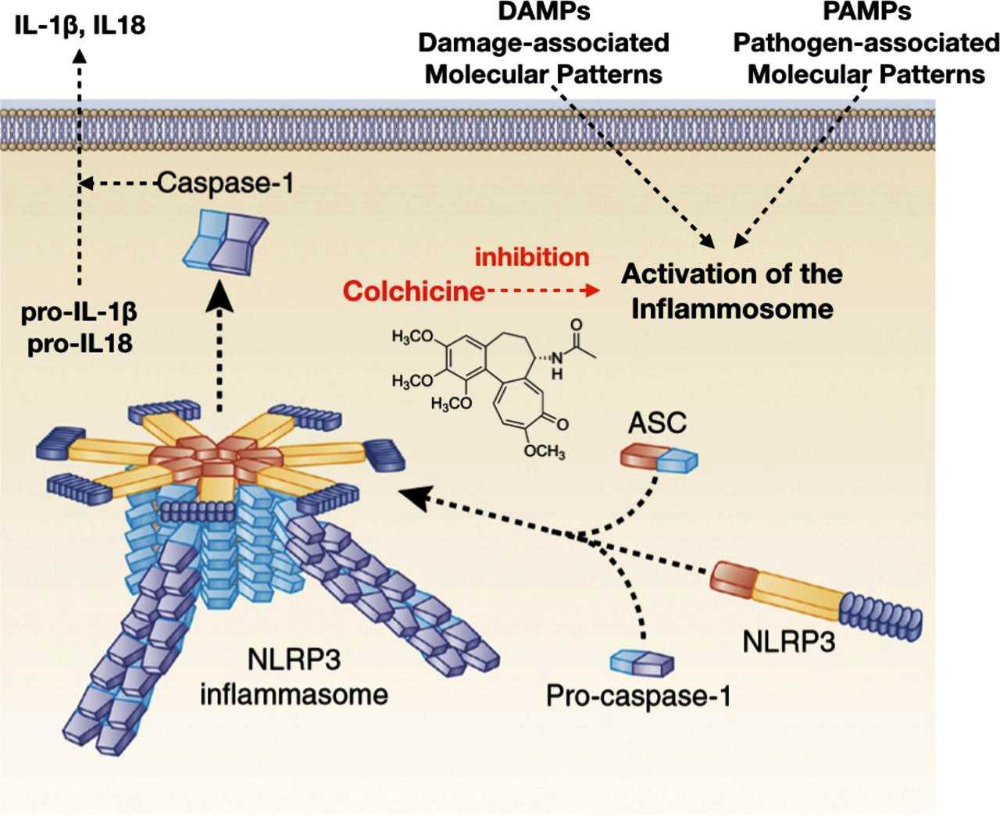 IL-1β, IL18
DAMPs
Damage-associated
Molecular Patterns
PAMPs
Pathogen-associated
Molecular Patterns
Caspase-1
pro-IL-1β
pro-IL18
inhibition
Colchicine
Activation of the
Inflammosome
H₃CO
H₃CO
H₃CO
O
N
H
O
OCH₃
ASC
NLRP3
Pro-caspase-1
NLRP3
inflammasome